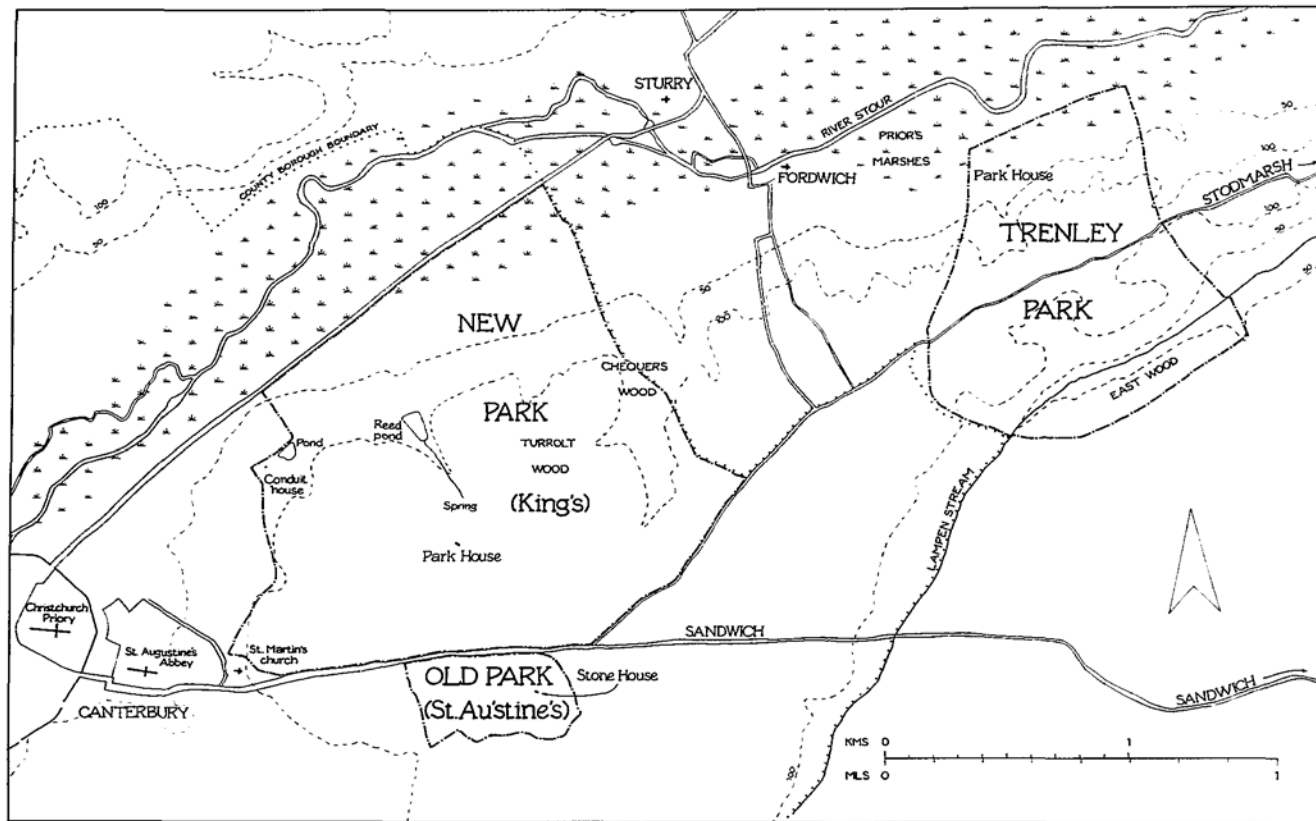 STURRY
COUNTY BOROUGH BOUNDARY
RIVER STOUR
PRIOR'S
MARSHES
FORDWICH
Park House
STODMARSH
TRENLEY
PARK
50
100
100
50
100
50
50
100
50
50
100
NEW
CHEQUERS
WOOD
PARK
Reed
pond
TURROLT
WOOD
(King's)
Spring
Pond
Conduit
house
Park House
EAST WOOD
LAMPEN STREAM
Christchurch
Priory
St. Augustine's
Abbey
St. Martin's
church
CANTERBURY
SANDWICH
SANDWICH
OLD PARK
(St. Au'stine's)
Stone House
100
KMS 0 1
MLS 0 1